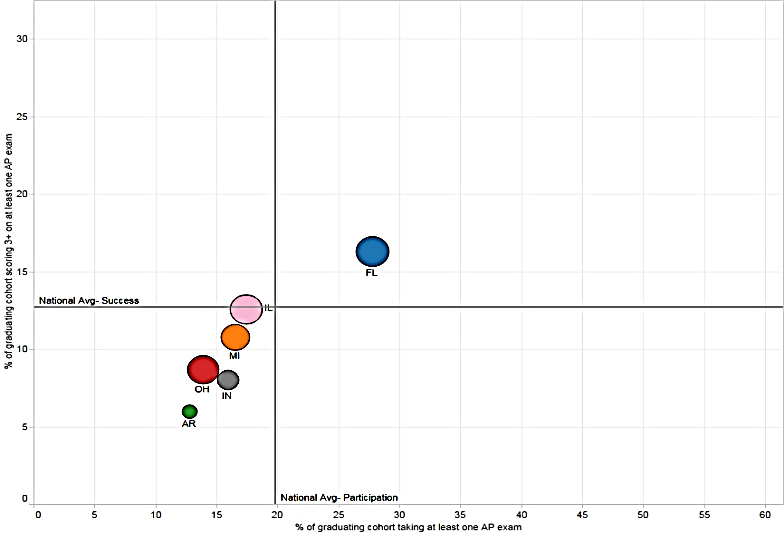 % of graduating cohort scoring 3+ on at least one AP exam
30
25
20
15
10
5
0
National Avg- Success
FL
IL
MI
OH
IN
AR
National Avg- Participation
0 5 10 15 20 25 30 35 40 45 50 55 60
% of graduating cohort taking at least one AP exam